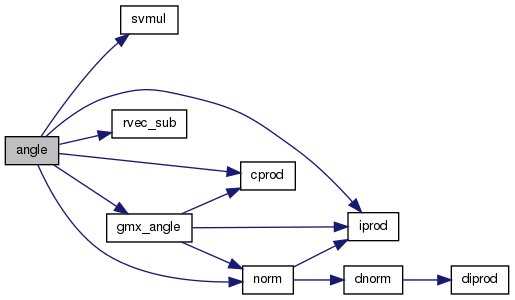 svmul
rvec_sub
angle
cprod
gmx_angle
iprod
norm
dnorm
diprod